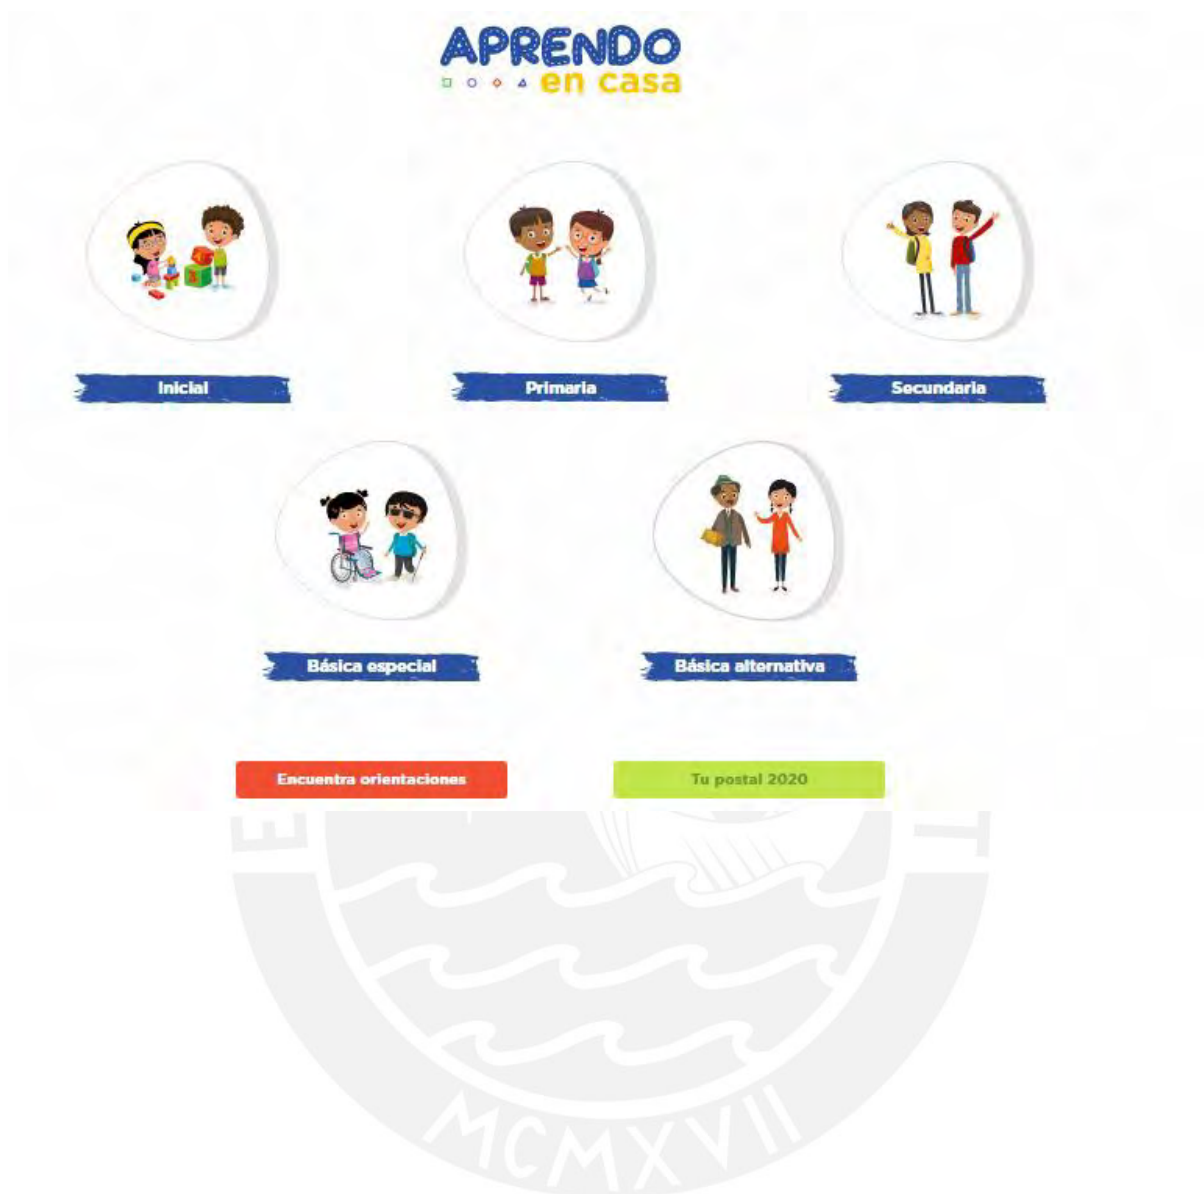 APRENDO
en casa
Inicial
Primaria
Secundaria
Básica especial
Básica alternativa
Encuentra orientaciones
Tu postal 2020
MCMXVII